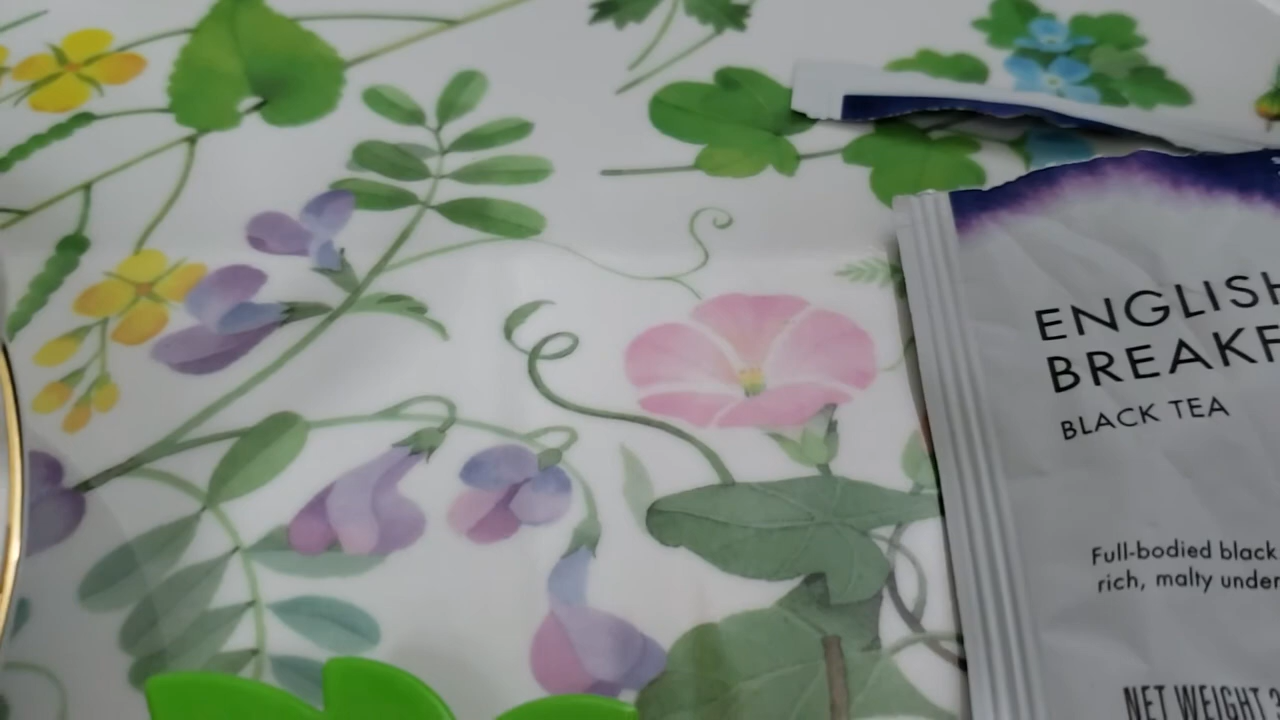 ENGLISH
BREAKF
BLACK TEA
Full-bodied black
rich, malty under
NET WEIGHT